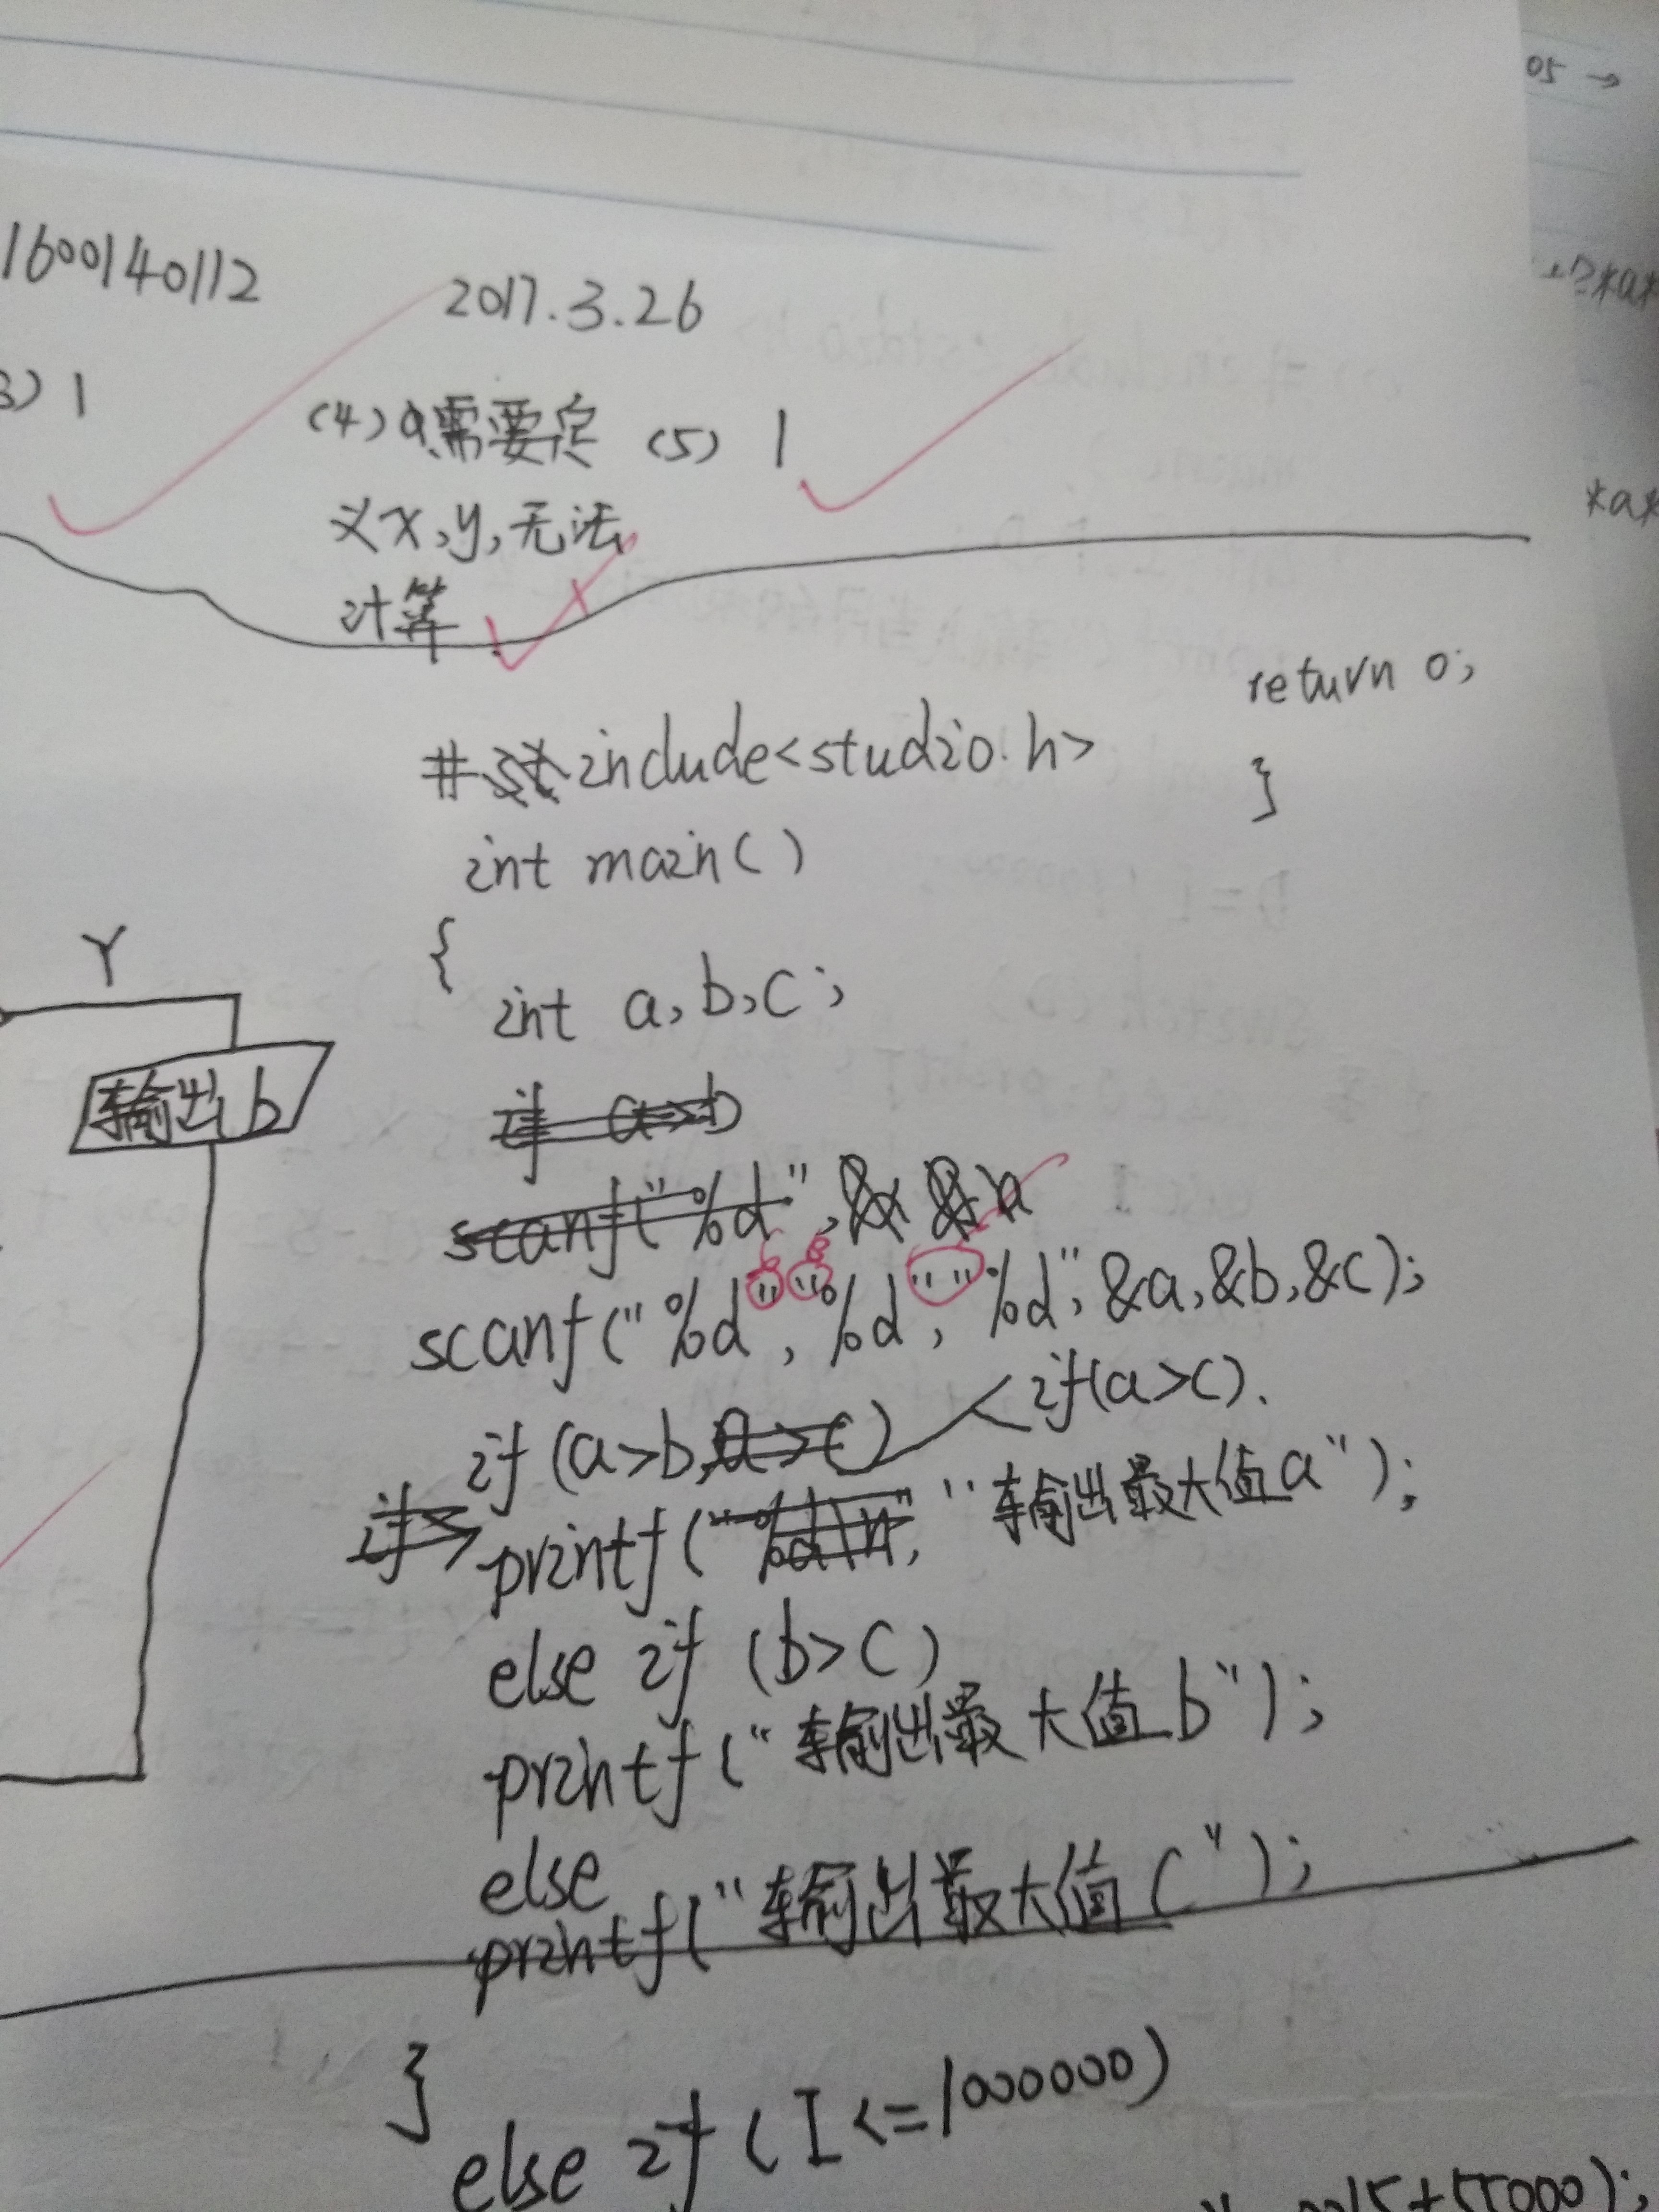 05 →
1600140112 2017.3.26
3) 1
(4) 需要定
义x,y,无法
计算
(5) 1
*a*
*a*
return 0;
}
#include<studio.h>
int main()
{
int a,b,c;
Y
输出b
if a>b
scanf("%d", &a
scanf("%d", "%d", "%d", &a,&b,&c);
if (a>b,a>c) if(a>c).
if
printf("%d\n", "输出最大值a");
else if (b>c)
printf("输出最大值b");
else
printf("输出最大值c");
}
else if (I<=1000000)